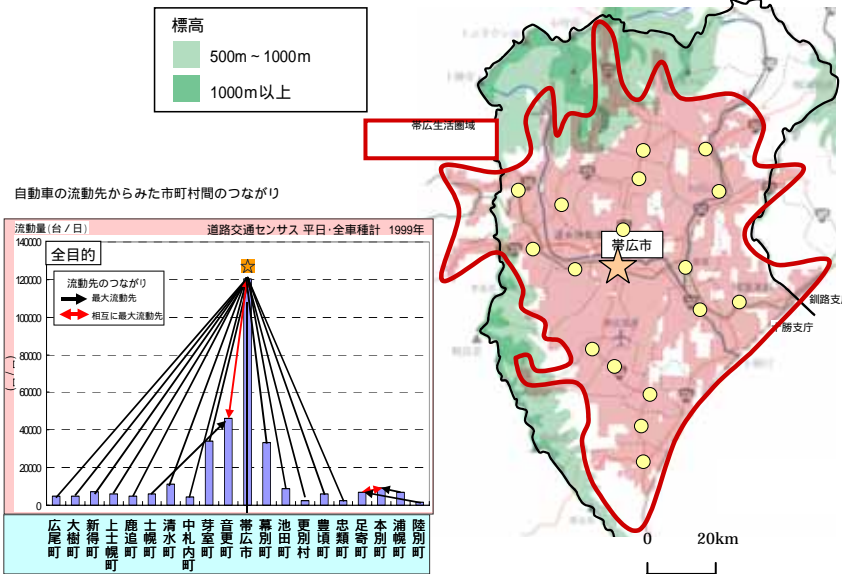 標高
500m～1000m
1000m以上
帯広生活圏域
帯広市
釧路支
十勝支庁
0 20km
自動車の流動先からみた市町村間のつながり
流動量(台/日)
道路交通センサス 平日・全車種計 1999年
全目的
流動先のつながり
最大流動先
相互に最大流動先
140000
120000
100000
80000
60000
40000
20000
0
広尾町
大樹町
新得町
上士幌町
鹿追町
士幌町
清水町
中札内町
芽室町
音更町
帯広市
幕別町
池田町
更別村
豊頃町
忠類町
足寄町
本別町
浦幌町
陸別町